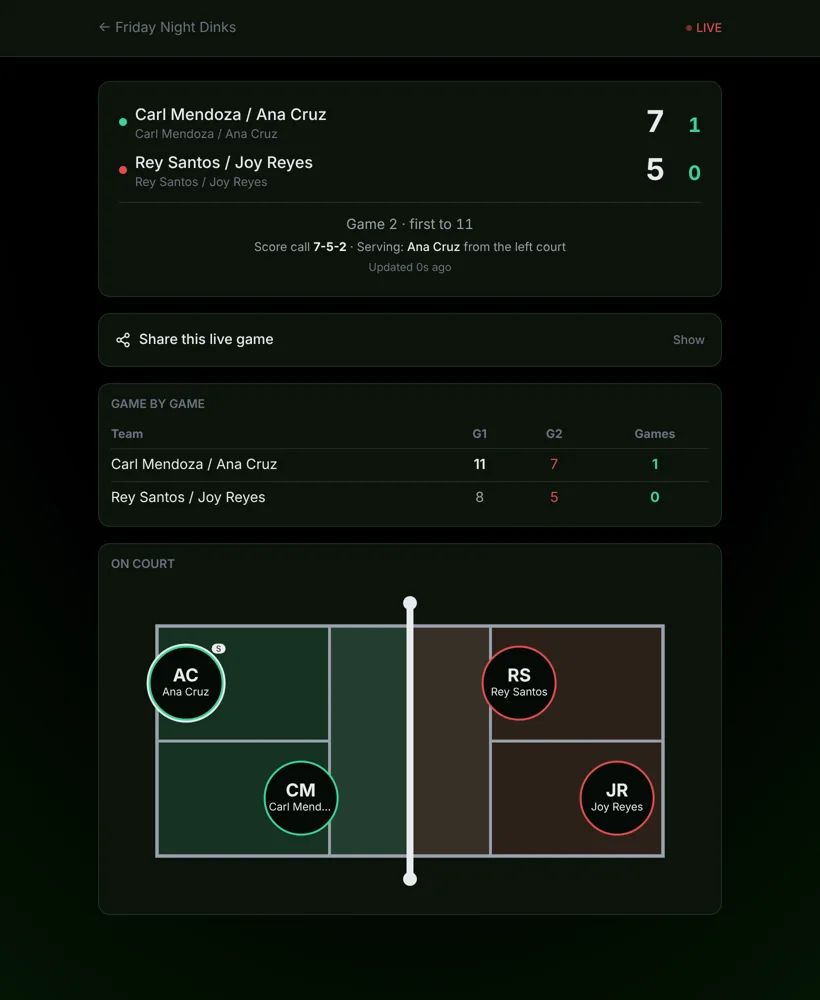 ← Friday Night Dinks
LIVE
Carl Mendoza / Ana Cruz 7 1
Carl Mendoza / Ana Cruz
Rey Santos / Joy Reyes 5 0
Rey Santos / Joy Reyes
Game 2 · first to 11
Score call 7-5-2 · Serving: Ana Cruz from the left court
Updated 0s ago
Share this live game Show
GAME BY GAME
Team G1 G2 Games
Carl Mendoza / Ana Cruz 11 7 1
Rey Santos / Joy Reyes 8 5 0
ON COURT
S
AC
Ana Cruz
RS
Rey Santos
CM
Carl Mend...
JR
Joy Reyes